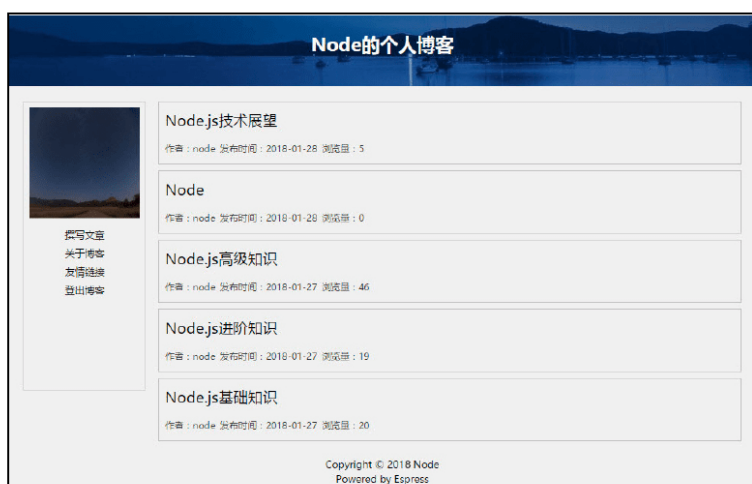 Node的个人博客
撰写文章
关于博客
友情链接
登出博客
Node.js技术展望
作者：node 发布时间：2018-01-28 浏览量：5
Node
作者：node 发布时间：2018-01-28 浏览量：0
Node.js高级知识
作者：node 发布时间：2018-01-27 浏览量：46
Node.js进阶知识
作者：node 发布时间：2018-01-27 浏览量：19
Node.js基础知识
作者：node 发布时间：2018-01-27 浏览量：20
Copyright © 2018 Node
Powered by Espress